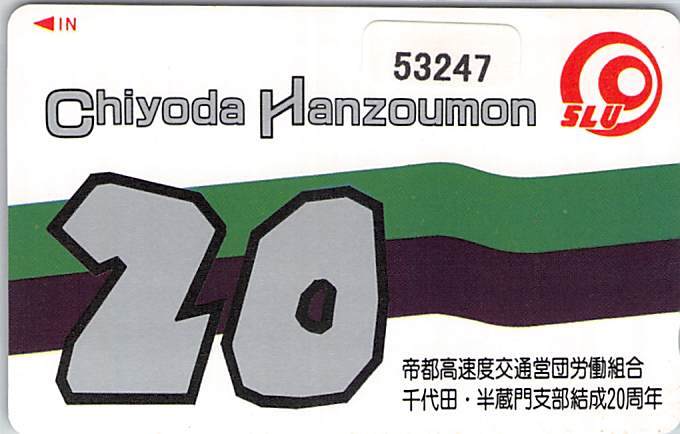 ◀IN
53247
Chiyoda Hanzoumon
SLU
20
帝都高速度交通営団労働組合
千代田・半蔵門支部結成20周年